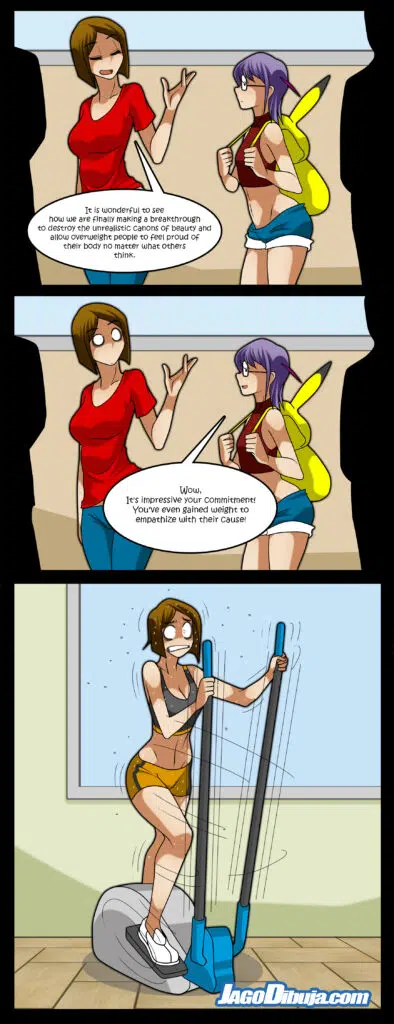 It is wonderful to see
how we are finally making a breakthrough
to destroy the unrealistic canons of beauty and
allow overweight people to feel proud of
their body no matter what others
think.
Wow,
It's impressive your commitment!
You've even gained weight to
empathize with their cause!
JAGODibuja.com